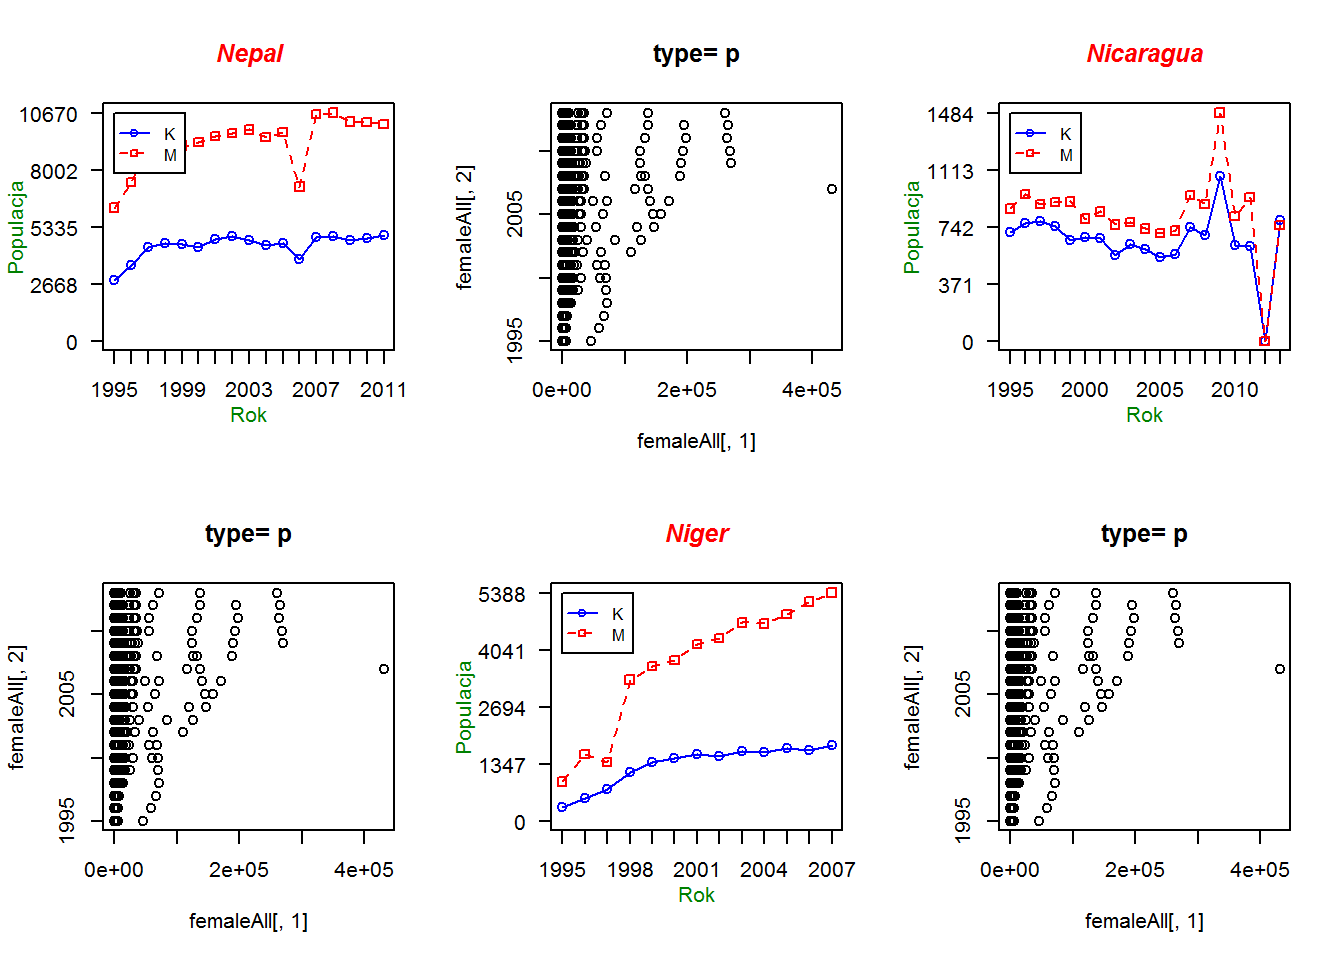 Nepal
10670
8002
5335
2668
0
Populacja
K
M
1995 1999 2003 2007 2011
Rok
type= p
femaleAll[, 2]
1995 2005
0e+00 2e+05 4e+05
femaleAll[, 1]
Nicaragua
1484
1113
742
371
0
Populacja
K
M
1995 2000 2005 2010
Rok
type= p
femaleAll[, 2]
1995 2005
0e+00 2e+05 4e+05
femaleAll[, 1]
Niger
5388
4041
2694
1347
0
Populacja
K
M
1995 1998 2001 2004 2007
Rok
type= p
femaleAll[, 2]
1995 2005
0e+00 2e+05 4e+05
femaleAll[, 1]